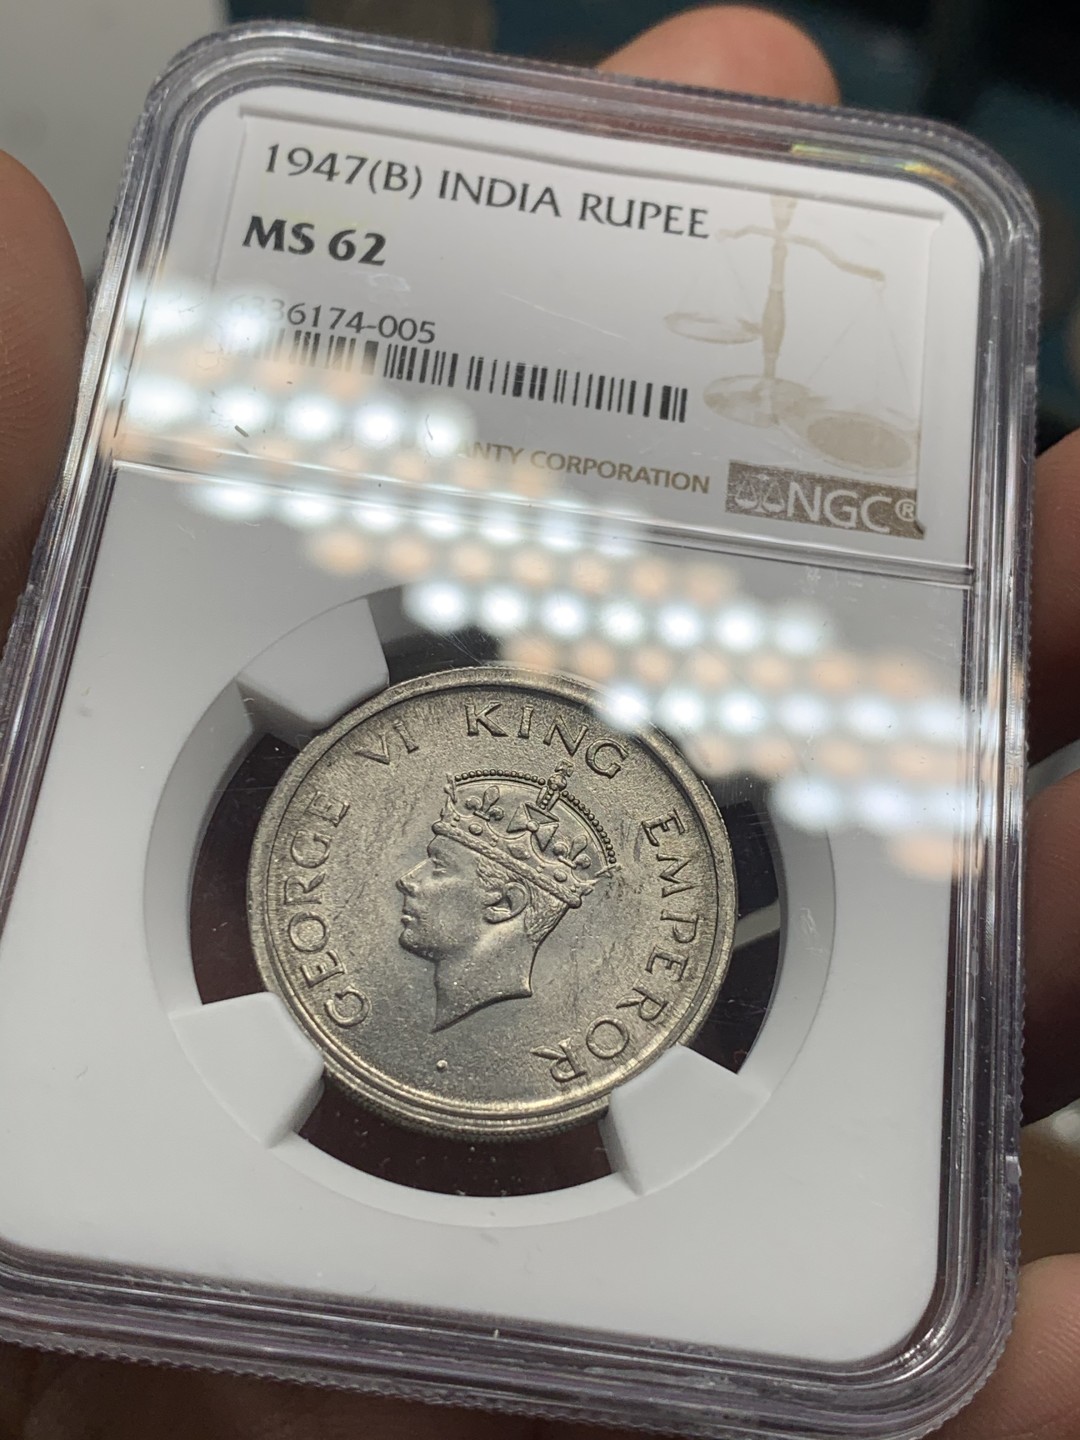 1947(B) INDIA RUPEE
MS 62
6336174-005
CORPORATION
NGC®
GEORGE VI KING EMPEROR